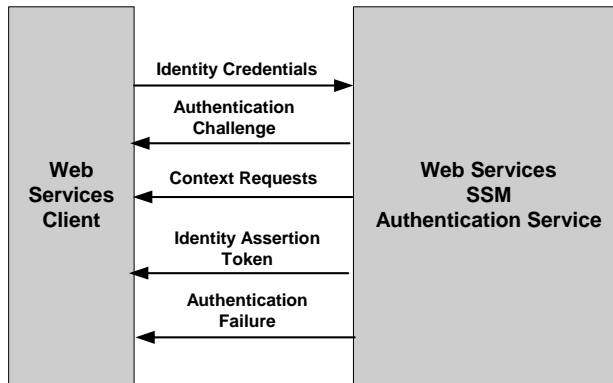 Identity Credentials
Authentication
Challenge
Web
Services
Client
Context Requests
Web Services
SSM
Authentication Service
Identity Assertion
Token
Authentication
Failure